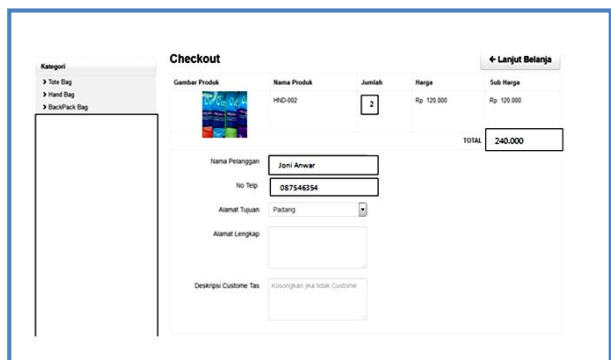 Kategori
Tote Bag
Hand Bag
BackPack Bag
Checkout
Lanjut Belanja
Gambar Produk Nama Produk Jumlah Harga Sub Harga
HND-002 2 Rp 120,000 Rp 120.000
TOTAL 240.000
Nama Pelanggan Joni Anwar
No Telp 087546354
Alamat Tujuan Padang
Alamat Lengkap
Deskripsi Custome Tas Kosongkan jika tidak Custome